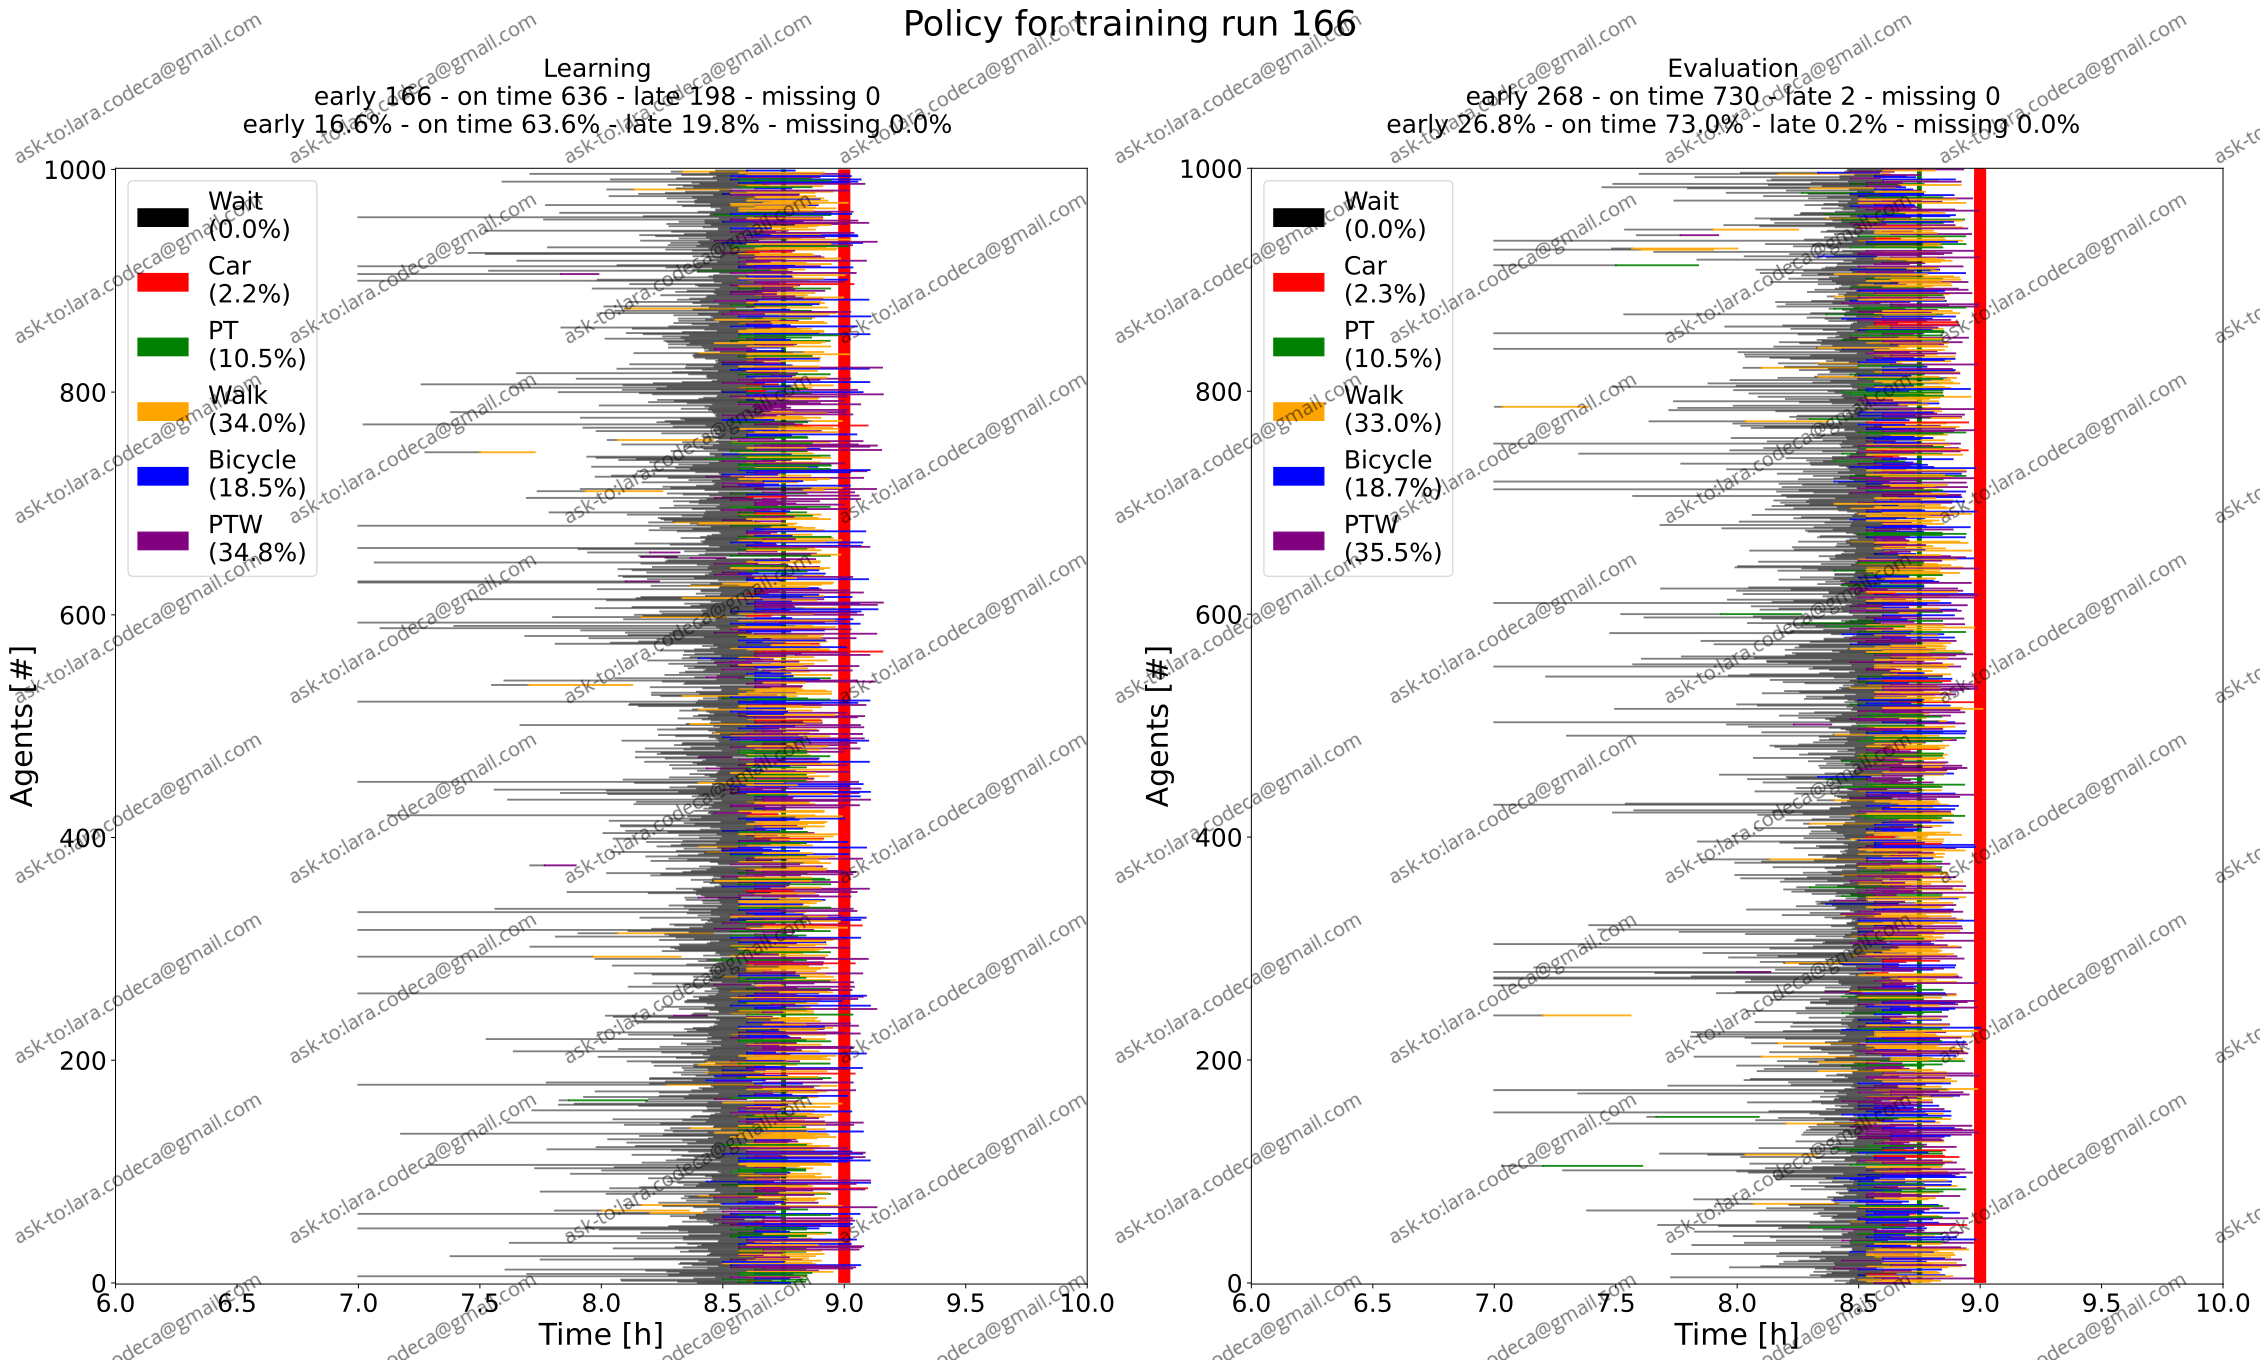 Policy for training run 166
Learning
early 166 - on time 636 - late 198 - missing 0
early 16.6% - on time 63.6% - late 19.8% - missing 0.0%
Evaluation
early 268 - on time 730 - late 2 - missing 0
early 26.8% - on time 73.0% - late 0.2% - missing 0.0%
1000
800
600
400
200
0
Agents [#]
Wait
(0.0%)
Car
(2.2%)
PT
(10.5%)
Walk
(34.0%)
Bicycle
(18.5%)
PTW
(34.8%)
6.0 6.5 7.0 7.5 8.0 8.5 9.0 9.5 10.0
Time [h]
1000
800
600
400
200
0
Agents [#]
Wait
(0.0%)
Car
(2.3%)
PT
(10.5%)
Walk
(33.0%)
Bicycle
(18.7%)
PTW
(35.5%)
6.0 6.5 7.0 7.5 8.0 8.5 9.0 9.5 10.0
Time [h]
ask-to:lara.codeca@gmail.com